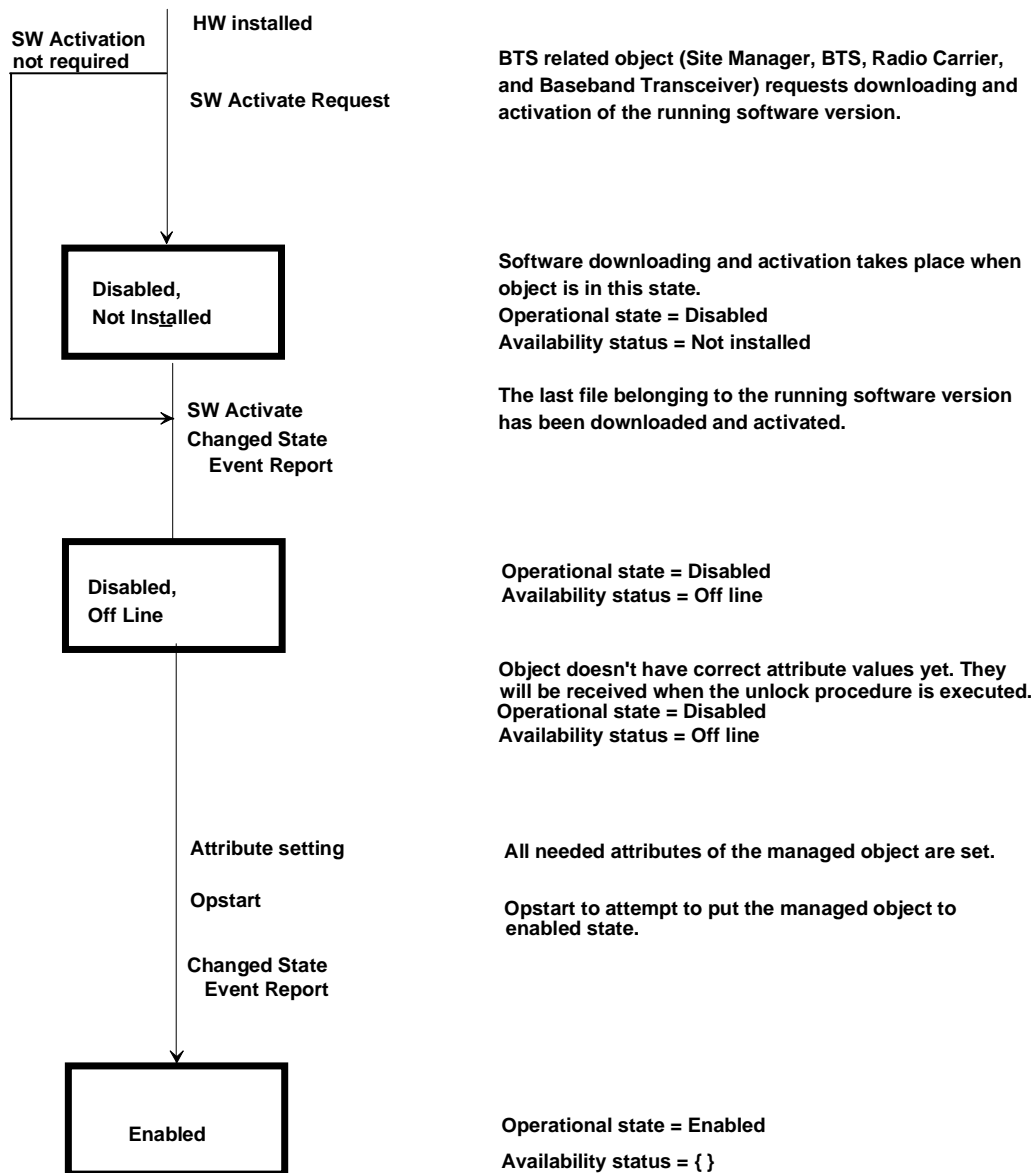 HW installed
SW Activation
not required
BTS related object (Site Manager, BTS, Radio Carrier,
and Baseband Transceiver) requests downloading and
activation of the running software version.
SW Activate Request
Disabled,
Not Installed
Software downloading and activation takes place when
object is in this state.
Operational state = Disabled
Availability status = Not installed
SW Activate
Changed State
Event Report
The last file belonging to the running software version
has been downloaded and activated.
Disabled,
Off Line
Operational state = Disabled
Availability status = Off line
Object doesn't have correct attribute values yet. They
will be received when the unlock procedure is executed.
Operational state = Disabled
Availability status = Off line
Attribute setting
All needed attributes of the managed object are set.
Opstart
Opstart to attempt to put the managed object to
enabled state.
Changed State
Event Report
Enabled
Operational state = Enabled
Availability status = { }